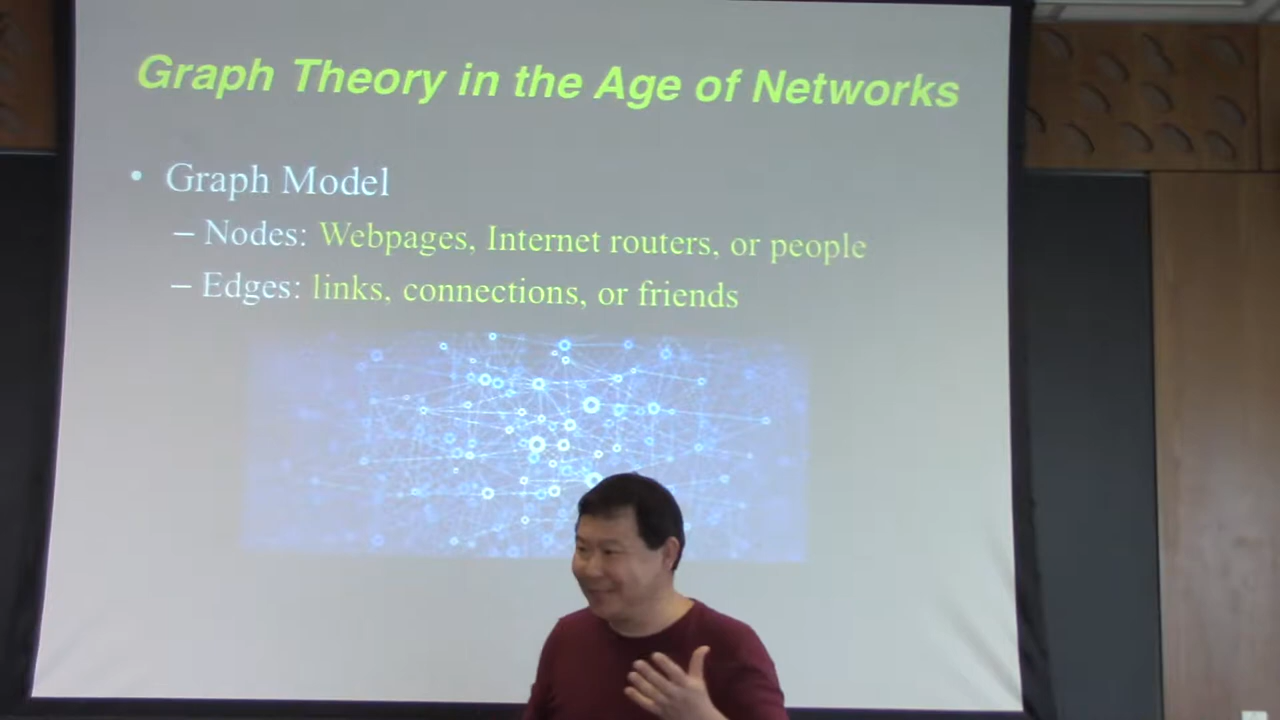 Graph Theory in the Age of Networks
• Graph Model
– Nodes: Webpages, Internet routers, or people
– Edges: links, connections, or friends